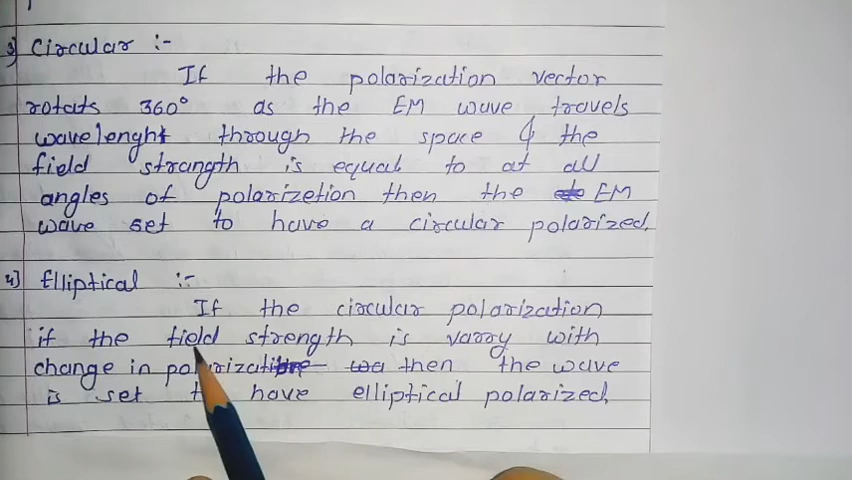 3) Circular :-
If the polarization vector
rotats 360° as the EM wave travels
wavelenght through the space & the
field strangth is equal to at all
angles of polarizetion then the EM
wave set to have a circular polarized.
4) Elliptical :-
If the circular polarization
if the field strength is varry with
change in polarization then the wave
is set to have elliptical polarized.